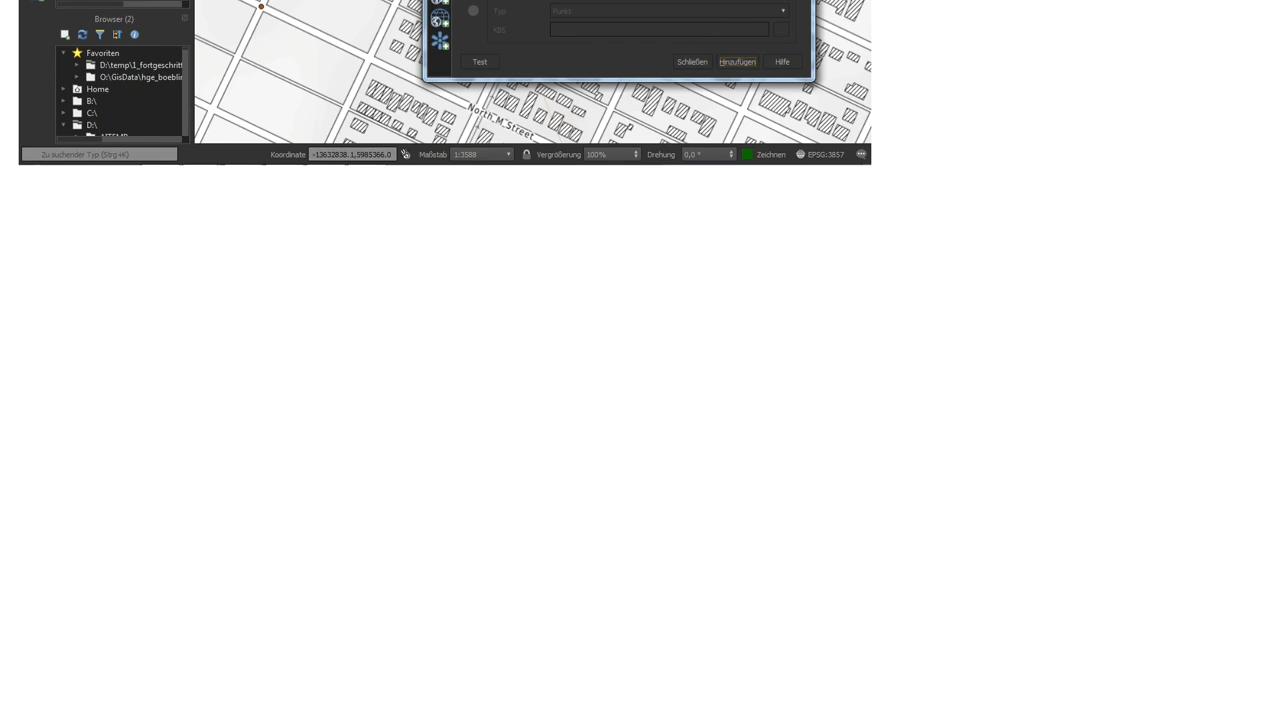 Browser (2)
Favoriten
D:\temp\1_fortgeschritt
O:\GisData\hge_boeblin
Home
B:\
C:\
D:\
Typ
Punkt
KBS
Test
Schließen
Hinzufügen
Hilfe
North M Street
Zu suchender Typ (Strg+K)
Koordinate -13632838.1,5985366.0 Maßstab 1:3588 Vergrößerung 100% Drehung 0,0 ° Zeichnen EPSG:3857